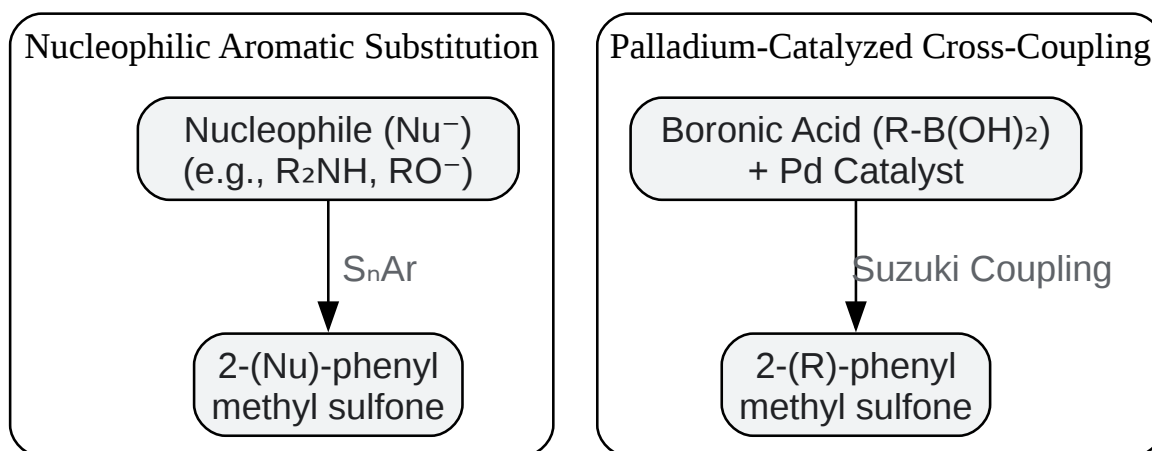 Nucleophilic Aromatic Substitution
Nucleophile (Nu⁻)
(e.g., R₂NH, RO⁻)
SₙAr
2-(Nu)-phenyl
methyl sulfone
Palladium-Catalyzed Cross-Coupling
Boronic Acid (R-B(OH)₂)
+ Pd Catalyst
Suzuki Coupling
2-(R)-phenyl
methyl sulfone